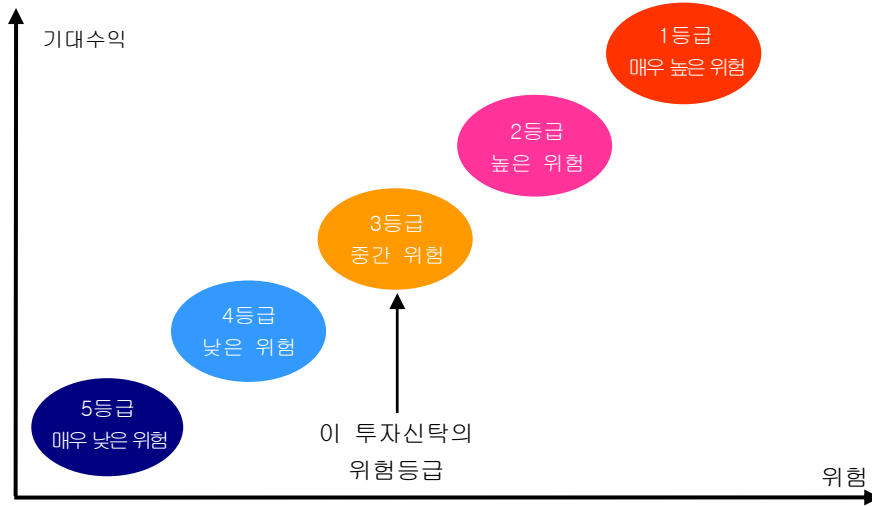 기대수익
1등급
매우 높은 위험
2등급
높은 위험
3등급
중간 위험
4등급
낮은 위험
5등급
매우 낮은 위험
이 투자신탁의
위험등급
위험